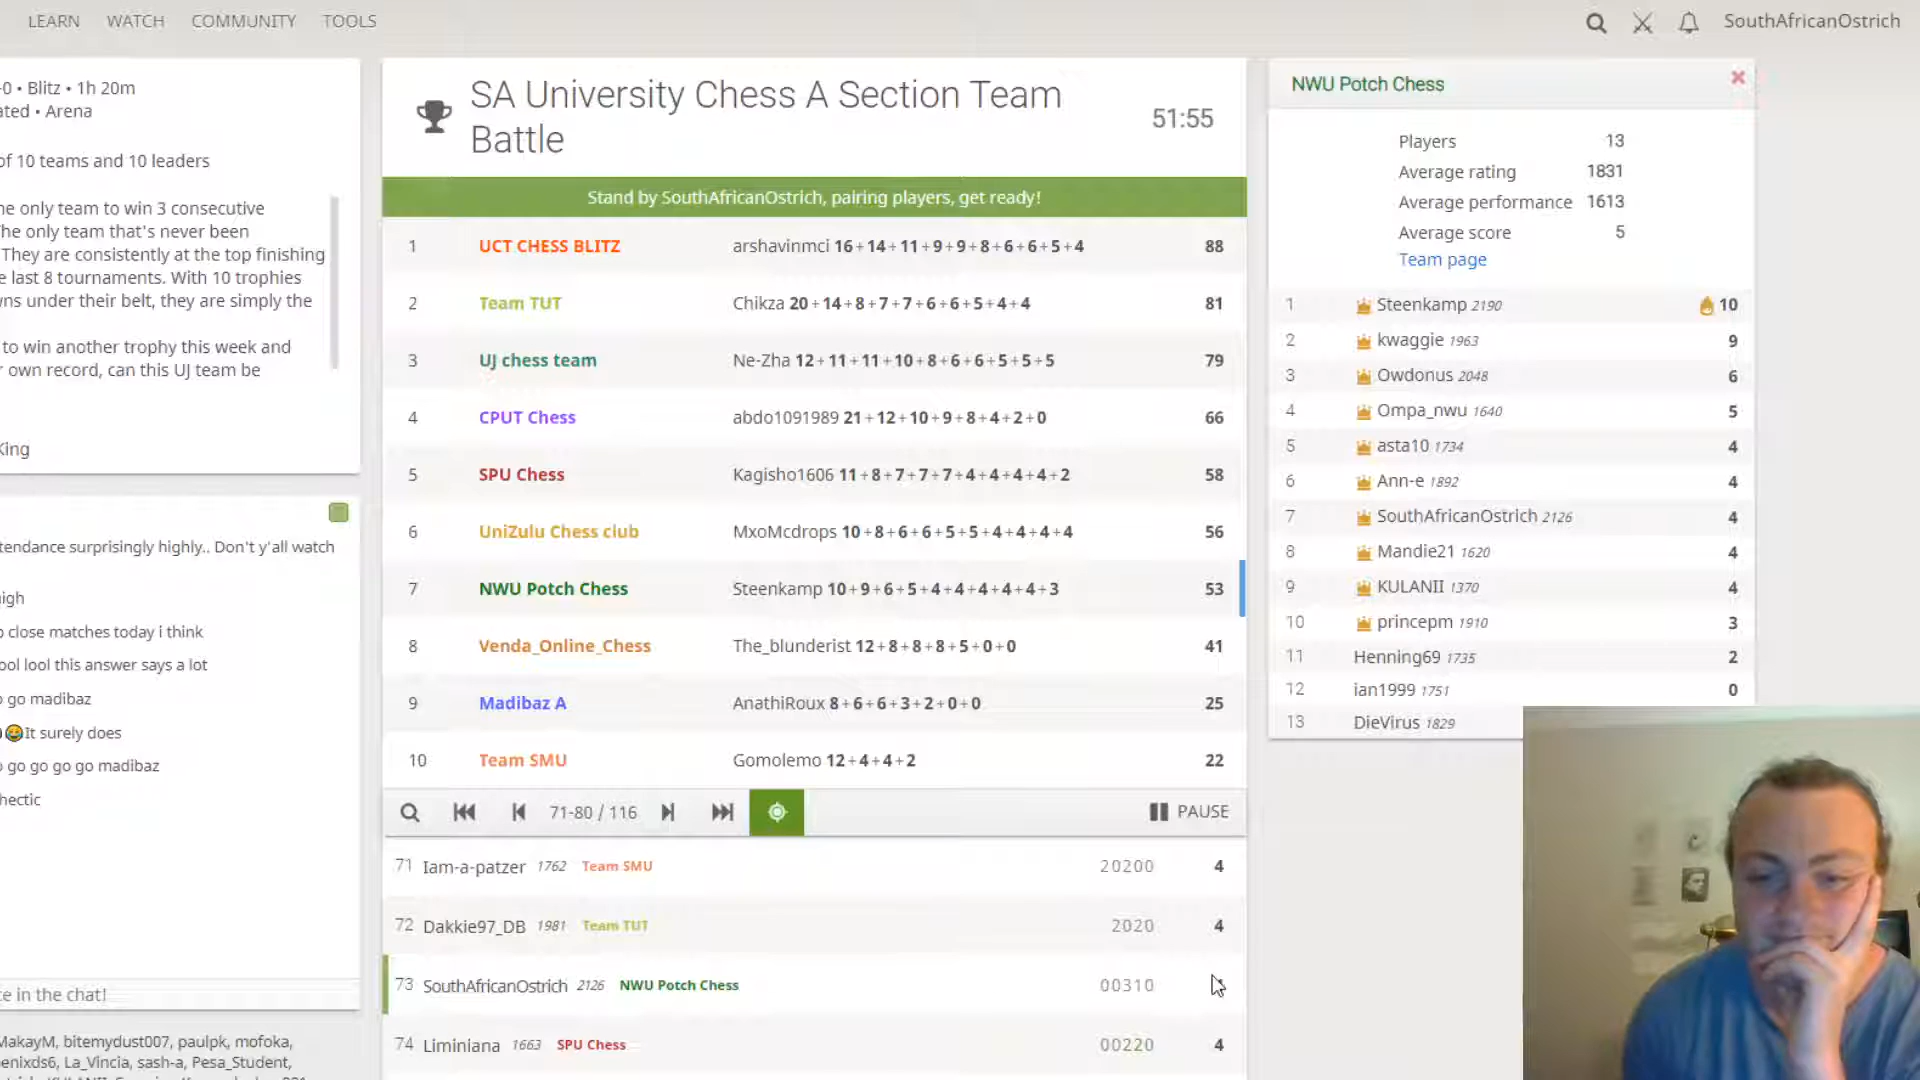 LEARN WATCH COMMUNITY TOOLS SouthAfricanOstrich
-0 • Blitz • 1h 20m
ated • Arena
of 10 teams and 10 leaders
he only team to win 3 consecutive
The only team that's never been
They are consistently at the top finishing
e last 8 tournaments. With 10 trophies
wns under their belt, they are simply the
to win another trophy this week and
r own record, can this UJ team be
King
tendance surprisingly highly.. Don't y'all watch
igh
o close matches today i think
ool lool this answer says a lot
o go madibaz
😂It surely does
o go go go go madibaz
hectic
e in the chat!
MakayM, bitemydust007, paulpk, mofoka,
enixds6, La_Vincia, sash-a, Pesa_Student,
SA University Chess A Section Team
Battle
51:55
Stand by SouthAfricanOstrich, pairing players, get ready!
1 UCT CHESS BLITZ arshavinmci 16+14+11+9+9+8+6+6+5+4 88
2 Team TUT Chikza 20+14+8+7+7+6+6+5+4+4 81
3 UJ chess team Ne-Zha 12+11+11+10+8+6+6+5+5+5 79
4 CPUT Chess abdo1091989 21+12+10+9+8+4+2+0 66
5 SPU Chess Kagisho1606 11+8+7+7+7+4+4+4+4+2 58
6 UniZulu Chess club MxoMcdrops 10+8+6+6+5+5+4+4+4+4 56
7 NWU Potch Chess Steenkamp 10+9+6+5+4+4+4+4+4+3 53
8 Venda_Online_Chess The_blunderist 12+8+8+8+5+0+0 41
9 Madibaz A AnathiRoux 8+6+6+3+2+0+0 25
10 Team SMU Gomolemo 12+4+4+2 22
71-80 / 116 PAUSE
71 Iam-a-patzer 1762 Team SMU 20200 4
72 Dakkie97_DB 1981 Team TUT 2020 4
73 SouthAfricanOstrich 2126 NWU Potch Chess 00310
74 Liminiana 1663 SPU Chess 00220 4
NWU Potch Chess
Players 13
Average rating 1831
Average performance 1613
Average score 5
Team page
1 Steenkamp 2190 10
2 kwaggie 1963 9
3 Owdonus 2048 6
4 Ompa_nwu 1640 5
5 asta10 1734 4
6 Ann-e 1892 4
7 SouthAfricanOstrich 2126 4
8 Mandie21 1620 4
9 KULANII 1370 4
10 princepm 1910 3
11 Henning69 1735 2
12 ian1999 1751 0
13 DieVirus 1829